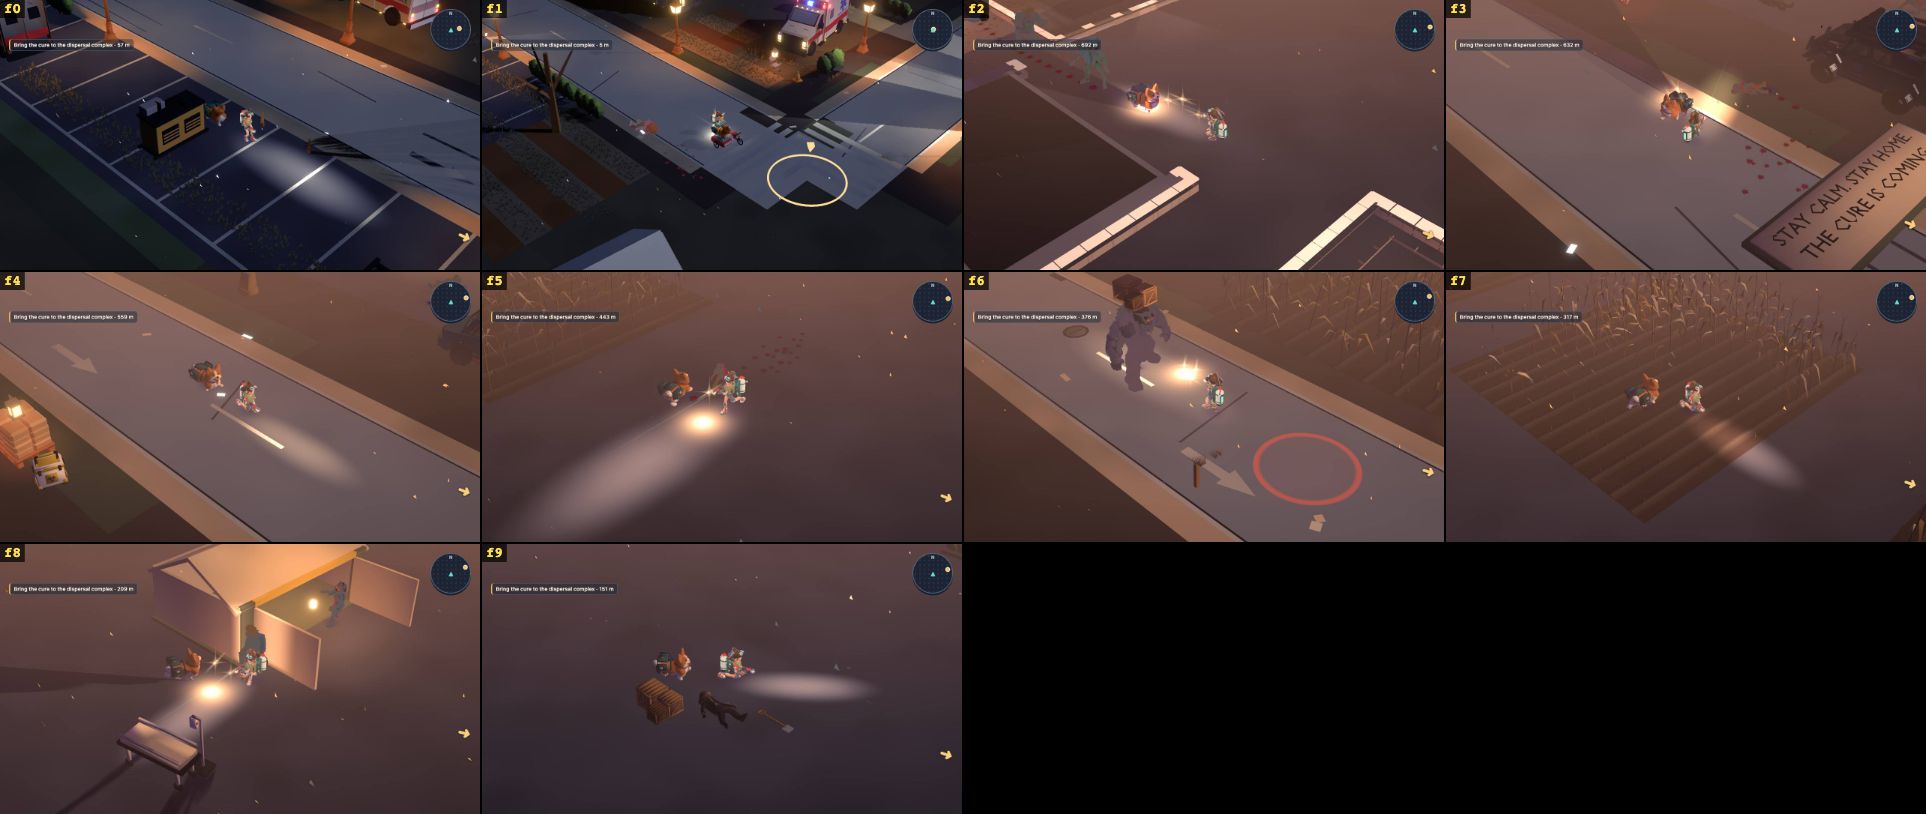 f0
N
Bring the cure to the dispersal complex - 57 m
f1
N
Bring the cure to the dispersal complex - 5 m
f2
N
Bring the cure to the dispersal complex - 692 m
f3
N
Bring the cure to the dispersal complex - 632 m
STAY CALM. STAY HOME.
THE CURE IS COMING
f4
N
Bring the cure to the dispersal complex - 559 m
f5
N
Bring the cure to the dispersal complex - 443 m
f6
N
Bring the cure to the dispersal complex - 376 m
f7
N
Bring the cure to the dispersal complex - 317 m
f8
N
Bring the cure to the dispersal complex - 209 m
f9
N
Bring the cure to the dispersal complex - 151 m